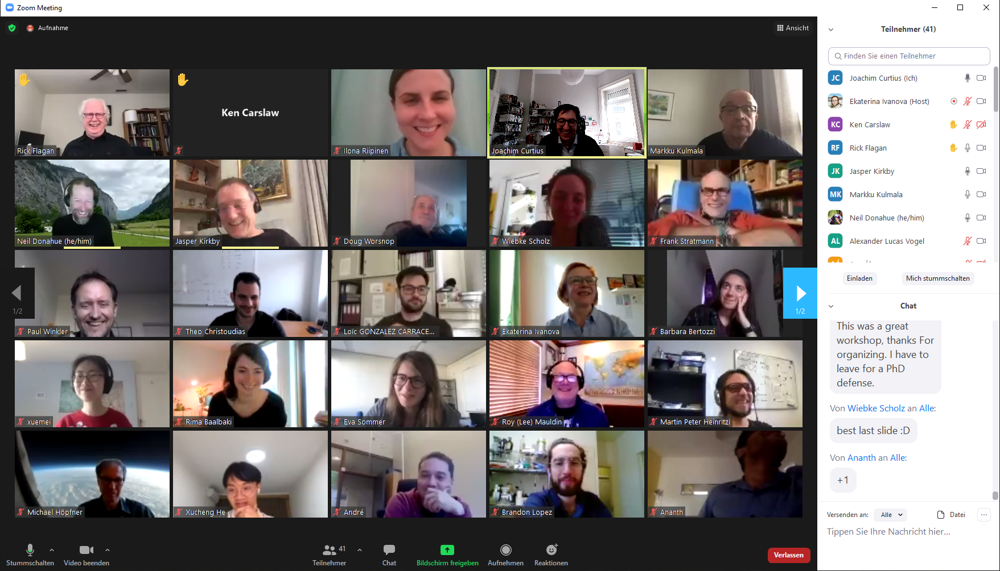 Zoom Meeting
Aufnahme
Ansicht
Rick Flagan
Ken Carslaw
Ilona Riipinen
Joachim Curtius
Markku Kulmala
Neil Donahue (he/him)
Jasper Kirkby
Doug Worsnop
Wiebke Scholz
Frank Stratmann
1/2
Paul Winkler
Theo Christoudias
Loïc GONZALEZ CARRACE...
Ekaterina Ivanova
Barbara Bertozzi
1/2
xuemei
Rima Baalbaki
Eva Sommer
Roy (Lee) Mauldin
Martin Peter Heinritzi
Michael Höpfner
Xucheng He
André
Brandon Lopez
Ananth
Stummschalten
Video beenden
41
Teilnehmer
Chat
Bildschirm freigeben
Aufnehmen
Reaktionen
Verlassen
Teilnehmer (41)
Finden Sie einen Teilnehmer
JC Joachim Curtius (Ich)
Ekaterina Ivanova (Host)
KC Ken Carslaw
RF Rick Flagan
JK Jasper Kirkby
MK Markku Kulmala
Neil Donahue (he/him)
AL Alexander Lucas Vogel
Einladen Mich stummschalten
Chat
This was a great
workshop, thanks For
organizing. I have to
leave for a PhD
defense.
Von Wiebke Scholz an Alle:
best last slide :D
Von Ananth an Alle:
+1
Versenden an: Alle Datei
Tippen Sie Ihre Nachricht hier...